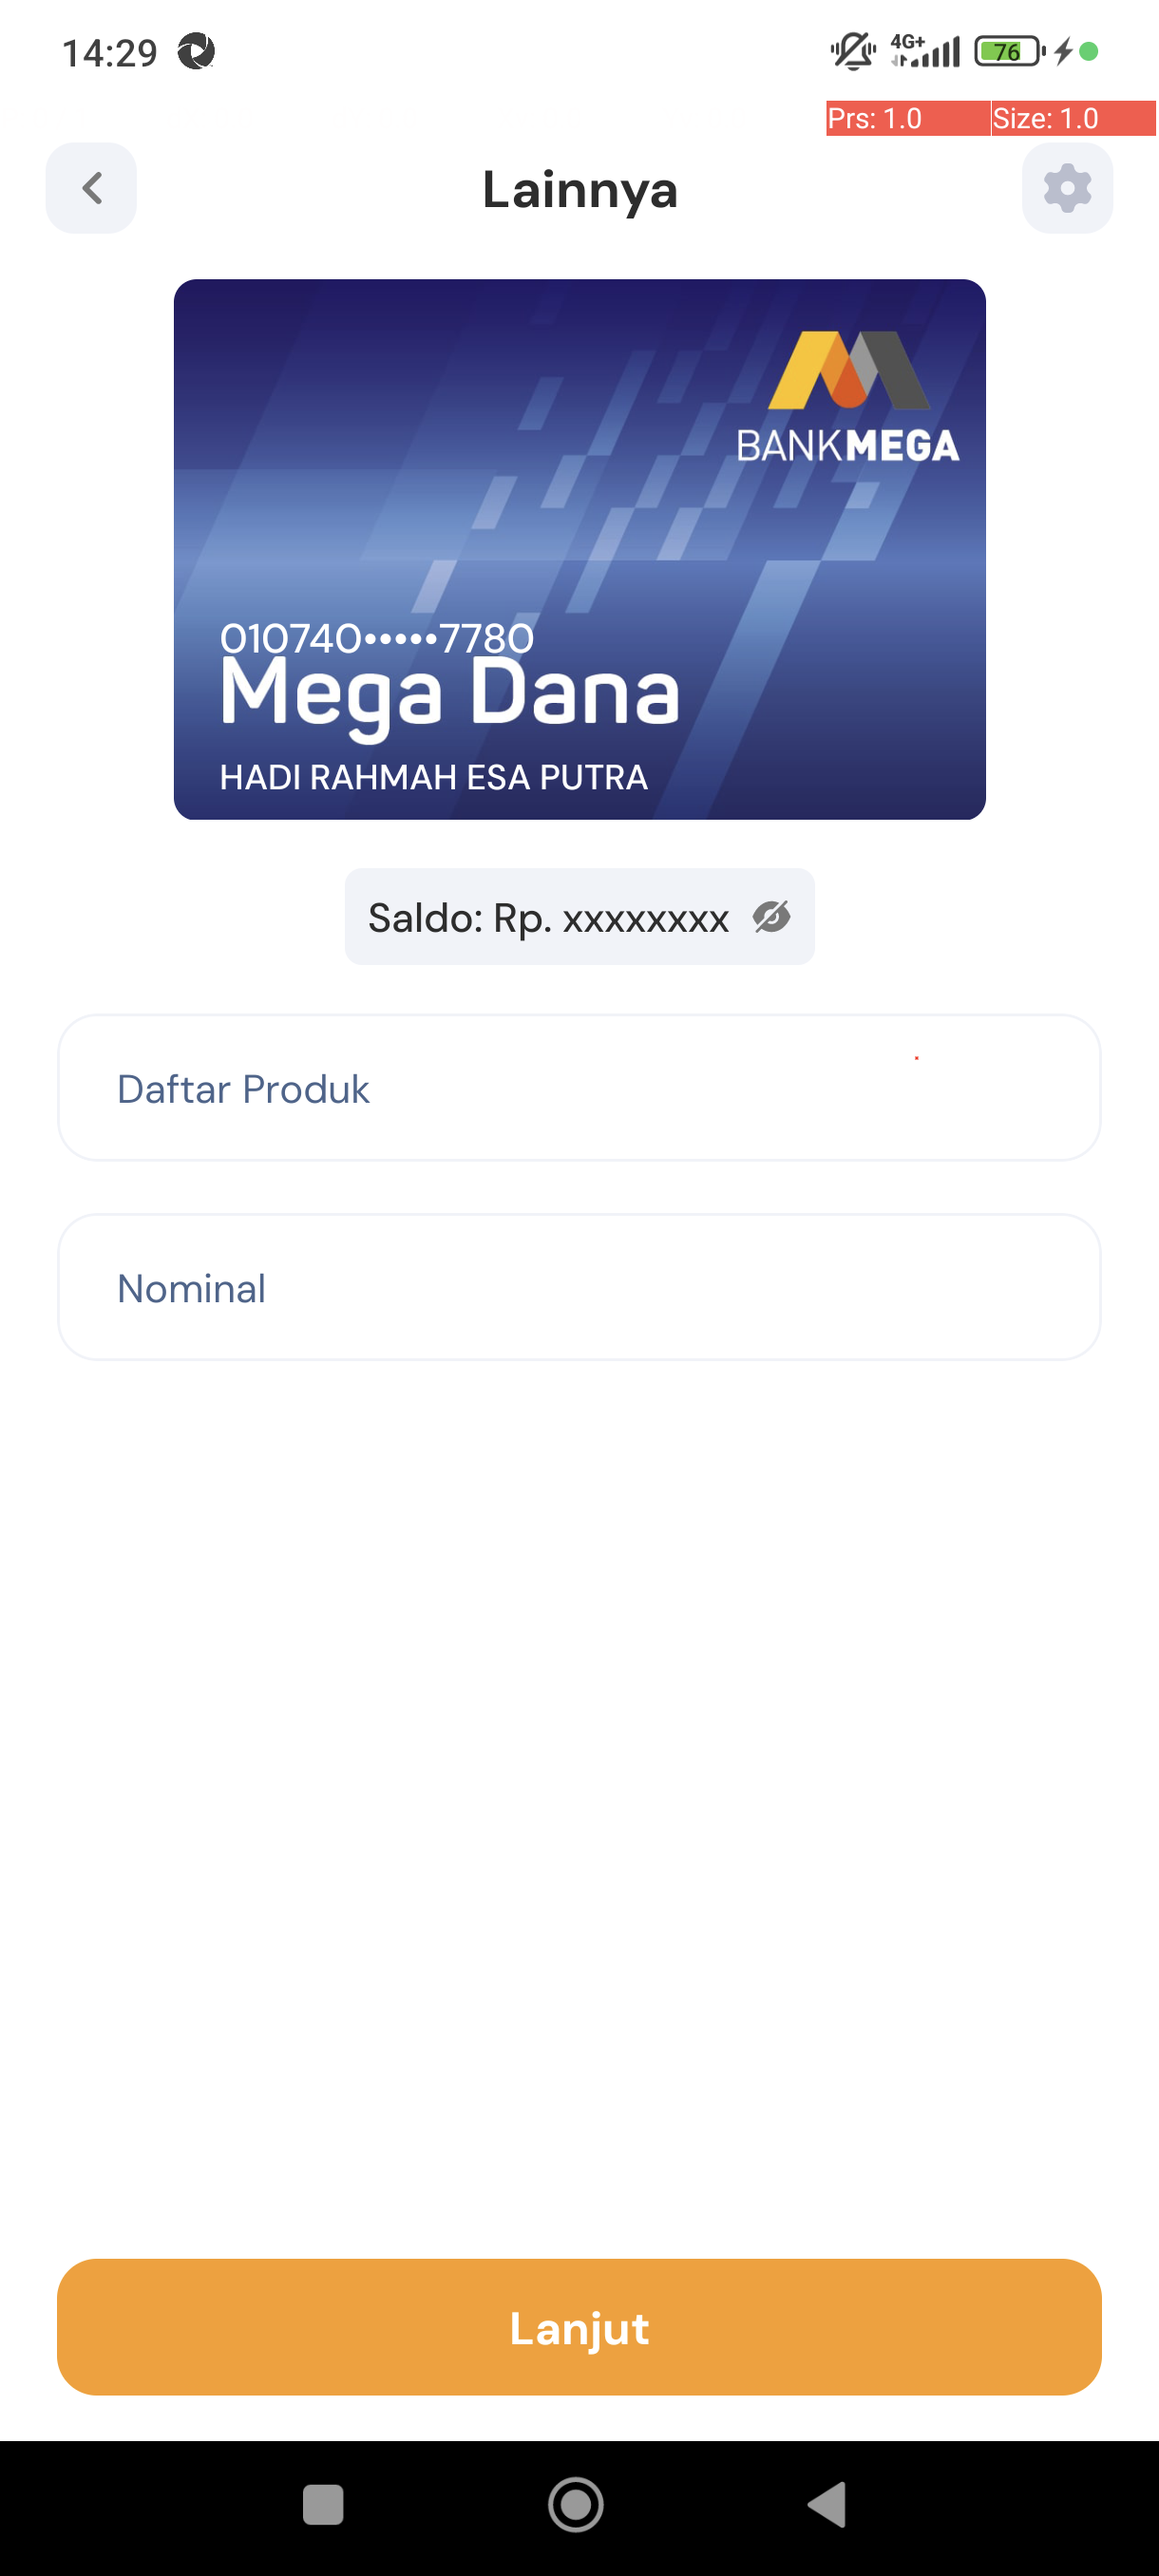 14:29
4G+
76
Prs: 1.0 Size: 1.0
Lainnya
BANKMEGA
010740•••••7780
Mega Dana
HADI RAHMAH ESA PUTRA
Saldo: Rp. xxxxxxxx
Daftar Produk
Nominal
Lanjut